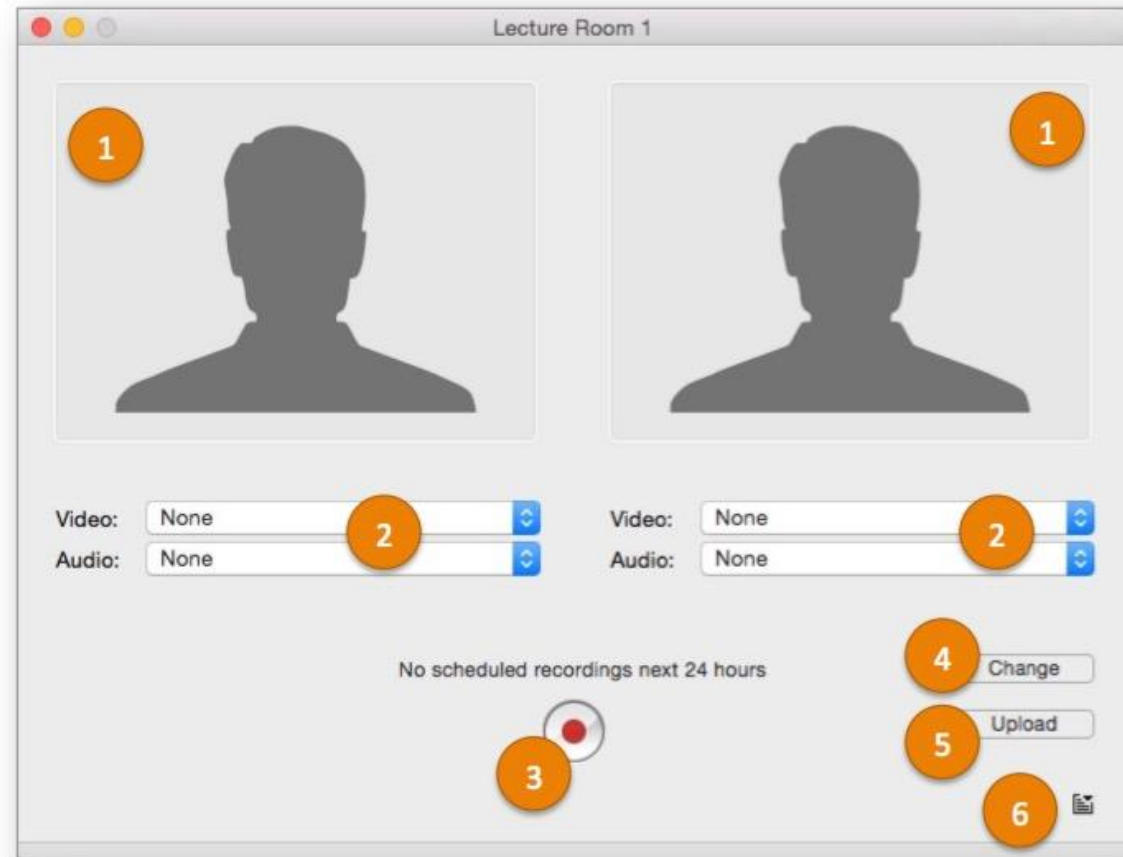 Lecture Room 1
1
1
Video: None
Audio: None
2
Video: None
Audio: None
2
No scheduled recordings next 24 hours
3
4 Change
5 Upload
6